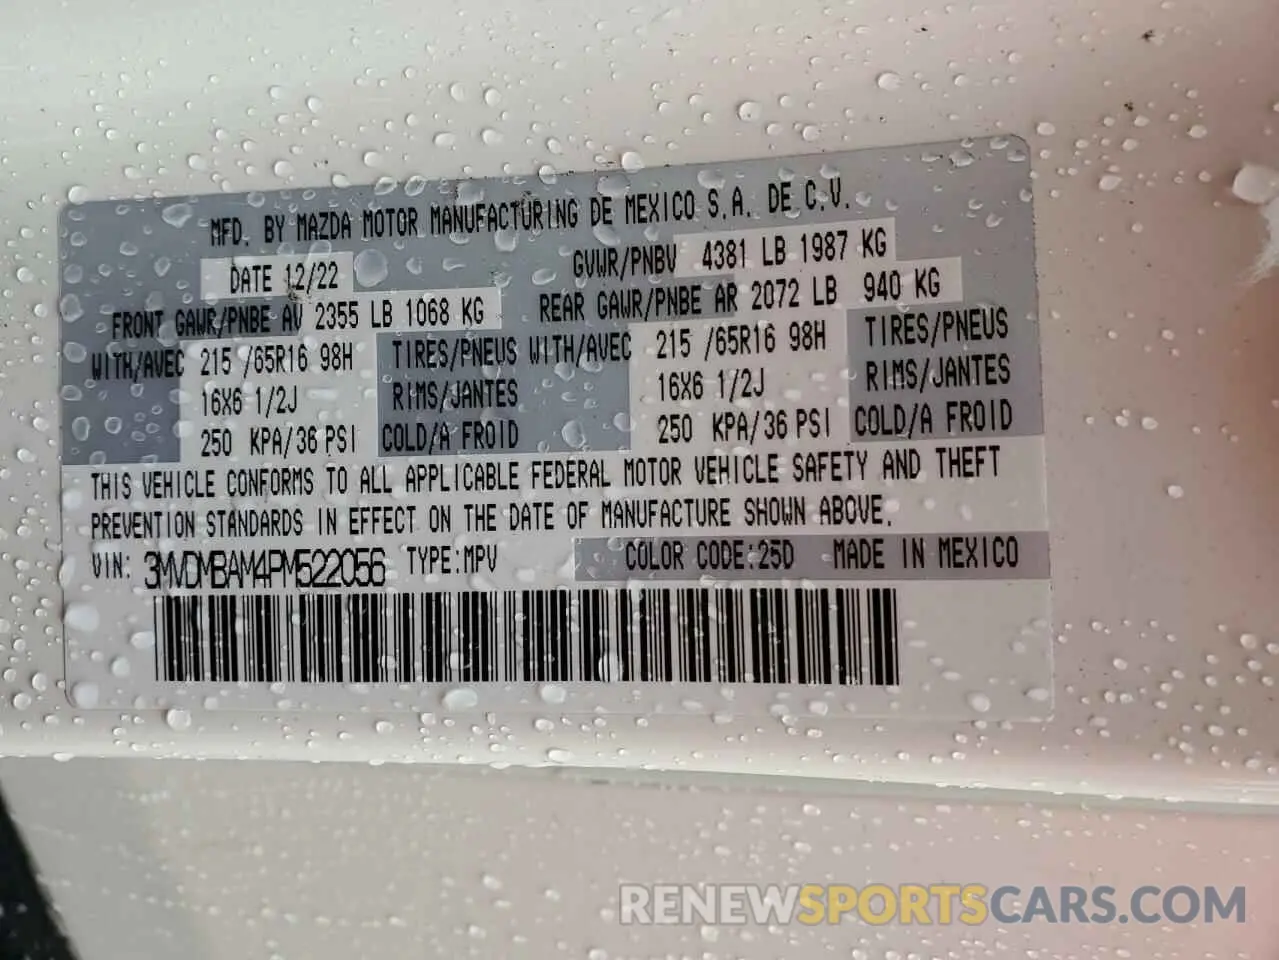 MFD. BY MAZDA MOTOR MANUFACTURING DE MEXICO S.A. DE C.V.
DATE 12/22 GVWR/PNBV 4381 LB 1987 KG
FRONT GAWR/PNBE AV 2355 LB 1068 KG REAR GAWR/PNBE AR 2072 LB 940 KG
WITH/AVEC 215 /65R16 98H TIRES/PNEUS WITH/AVEC 215 /65R16 98H TIRES/PNEUS
16X6 1/2J RIMS/JANTES 16X6 1/2J RIMS/JANTES
250 KPA/36 PSI COLD/A FROID 250 KPA/36 PSI COLD/A FROID
THIS VEHICLE CONFORMS TO ALL APPLICABLE FEDERAL MOTOR VEHICLE SAFETY AND THEFT
PREVENTION STANDARDS IN EFFECT ON THE DATE OF MANUFACTURE SHOWN ABOVE.
VIN: 3MVDMBAM4PM522056 TYPE:MPV COLOR CODE:25D MADE IN MEXICO
RENEWSPORTSCARS.COM